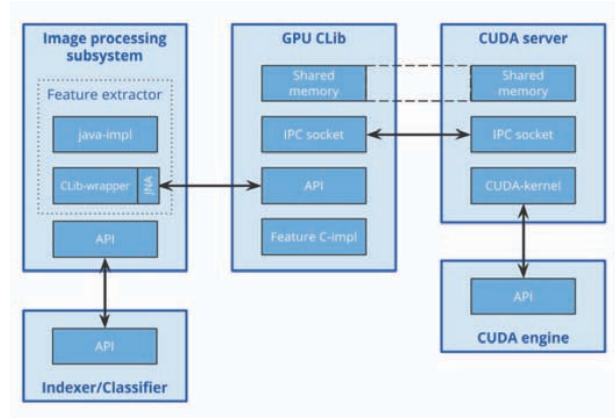 Image processing
subsystem
Feature extractor
java-impl
CLib-wrapper
JNA
API
API
Indexer/Classifier
GPU CLib
Shared
memory
IPC socket
API
Feature C-impl
CUDA server
Shared
memory
IPC socket
CUDA-kernel
API
CUDA engine